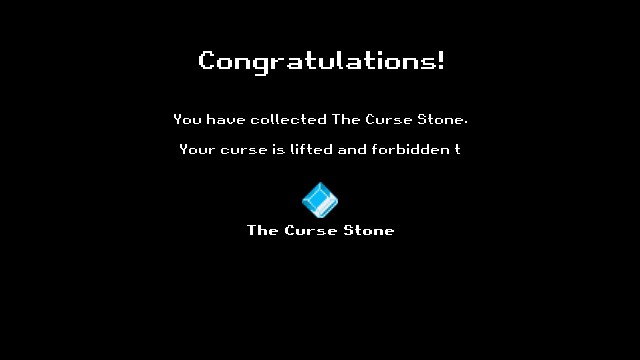 Congratulations!
You have collected The Curse Stone.
Your curse is lifted and forbidden t
The Curse Stone